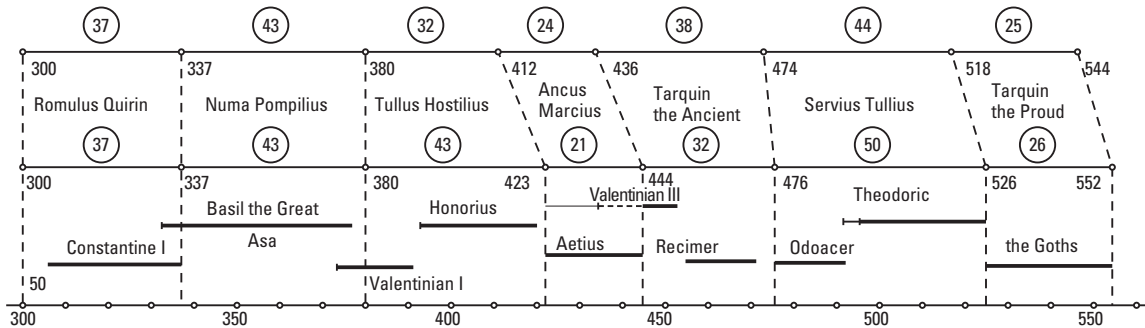 37 43 32 24 38 44 25
300 337 380 412 436 474 518 544
Romulus Quirin Numa Pompilius Tullus Hostilius Ancus Marcius Tarquin the Ancient Servius Tullius Tarquin the Proud
37 43 43 21 32 50 26
300 337 380 423 444 476 526 552
Valentinian III
Theodoric
Basil the Great
Honorius
Constantine I
Asa
Aetius
Recimer
Odoacer
the Goths
50
Valentinian I
300 350 400 450 500 550